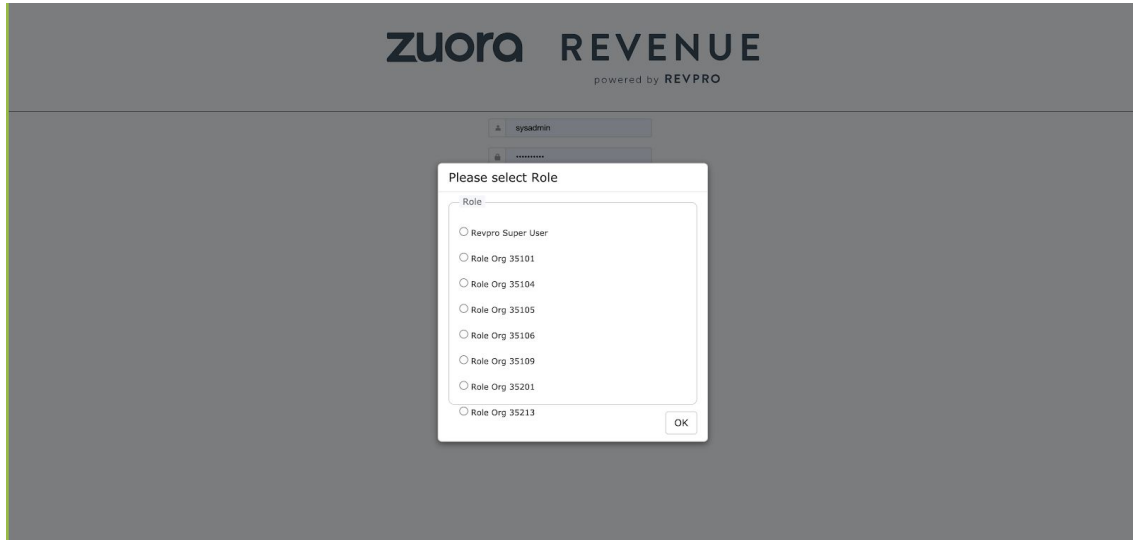 zuora REVENUE
powered by REVPRO
sysadmin
••••••••••
Please select Role
Role
Revpro Super User
Role Org 35101
Role Org 35104
Role Org 35105
Role Org 35106
Role Org 35109
Role Org 35201
Role Org 35213
OK